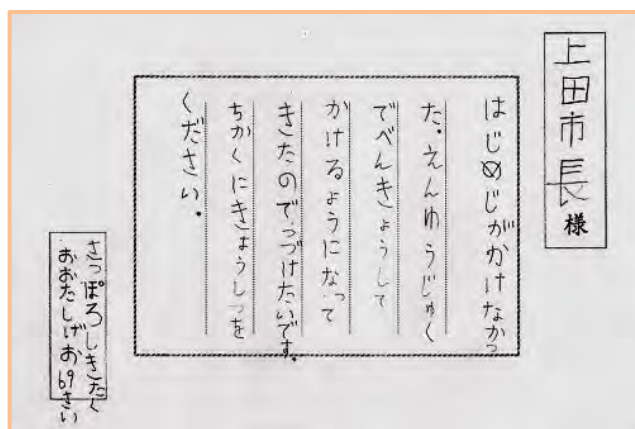 上田市長様
はじめじがかけなかっ
た。えんゆうじゅく
でべんきょうして
かけるようになって
きたのでつづけたいです。
ちかくにきょうしつを
ください。
さっぽろしきたく
おおたしげお69さい